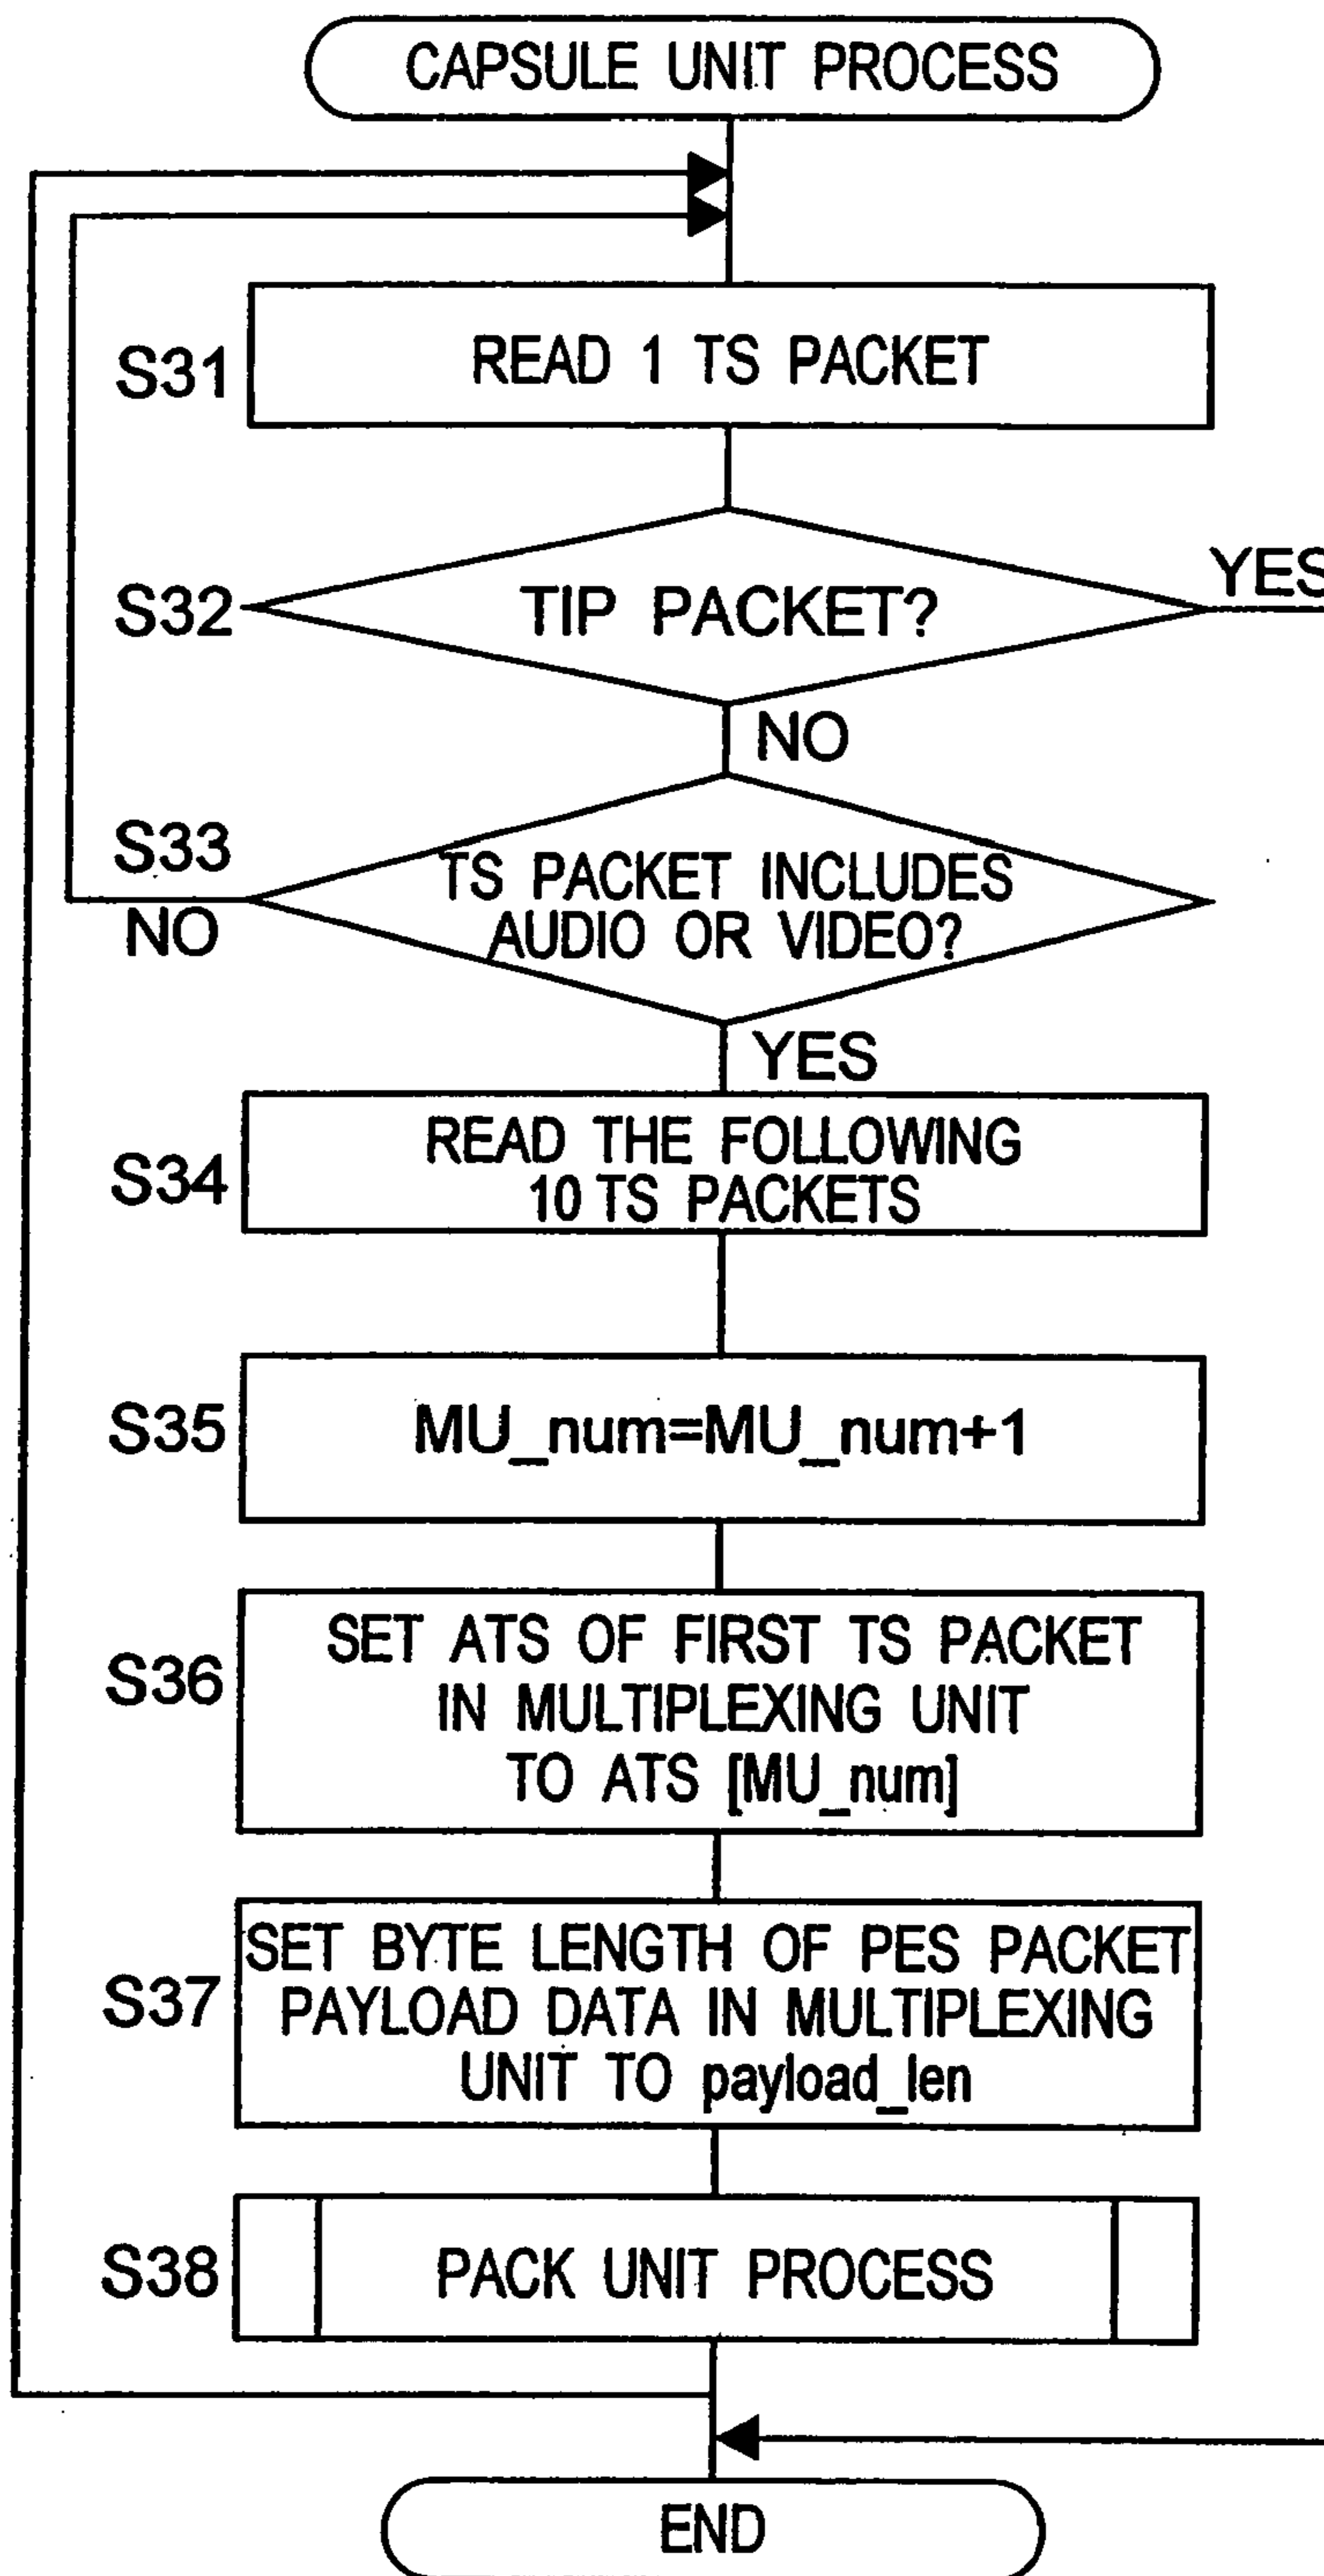 CAPSULE UNIT PROCESS
S31
READ 1 TS PACKET
S32
TIP PACKET?
YES
NO
S33
NO
TS PACKET INCLUDES
AUDIO OR VIDEO?
YES
S34
READ THE FOLLOWING
10 TS PACKETS
S35
MU_num=MU_num+1
S36
SET ATS OF FIRST TS PACKET
IN MULTIPLEXING UNIT
TO ATS [MU_num]
S37
SET BYTE LENGTH OF PES PACKET
PAYLOAD DATA IN MULTIPLEXING
UNIT TO payload_len
S38
PACK UNIT PROCESS
END